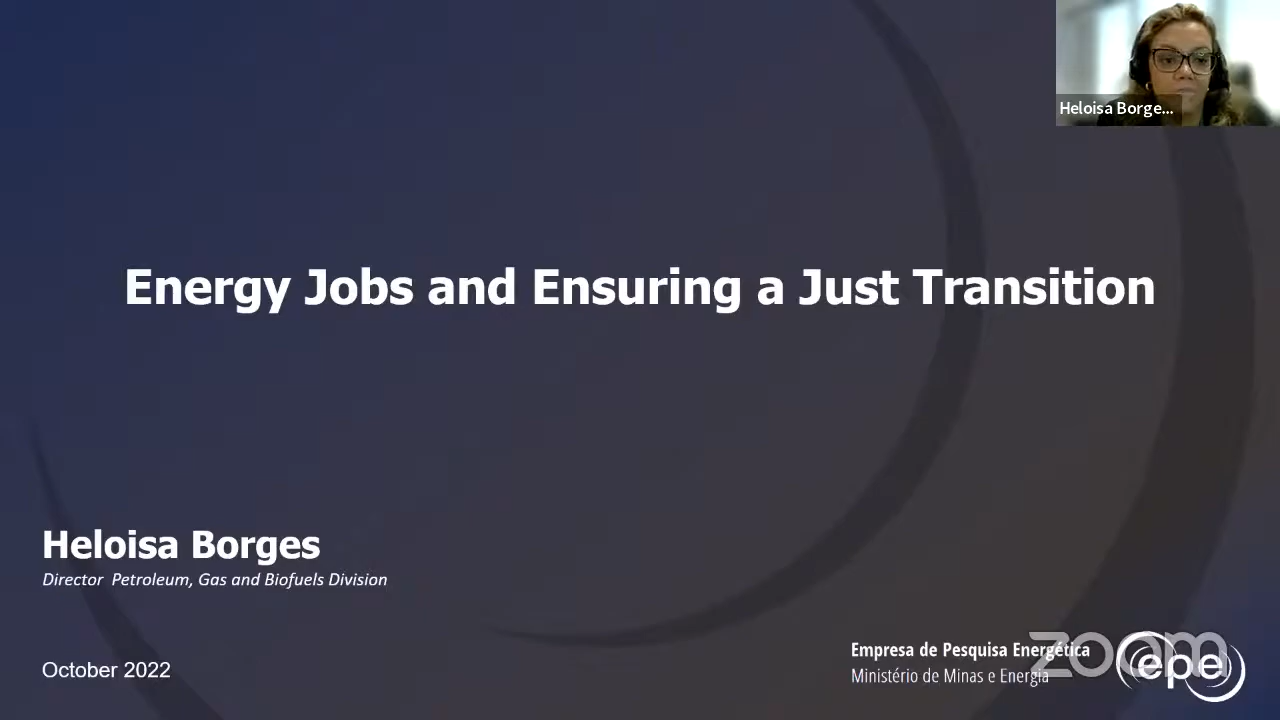 Heloisa Borge...
Energy Jobs and Ensuring a Just Transition
Heloisa Borges
Director Petroleum, Gas and Biofuels Division
October 2022
Empresa de Pesquisa Energética
Ministério de Minas e Energia
zoom
epe